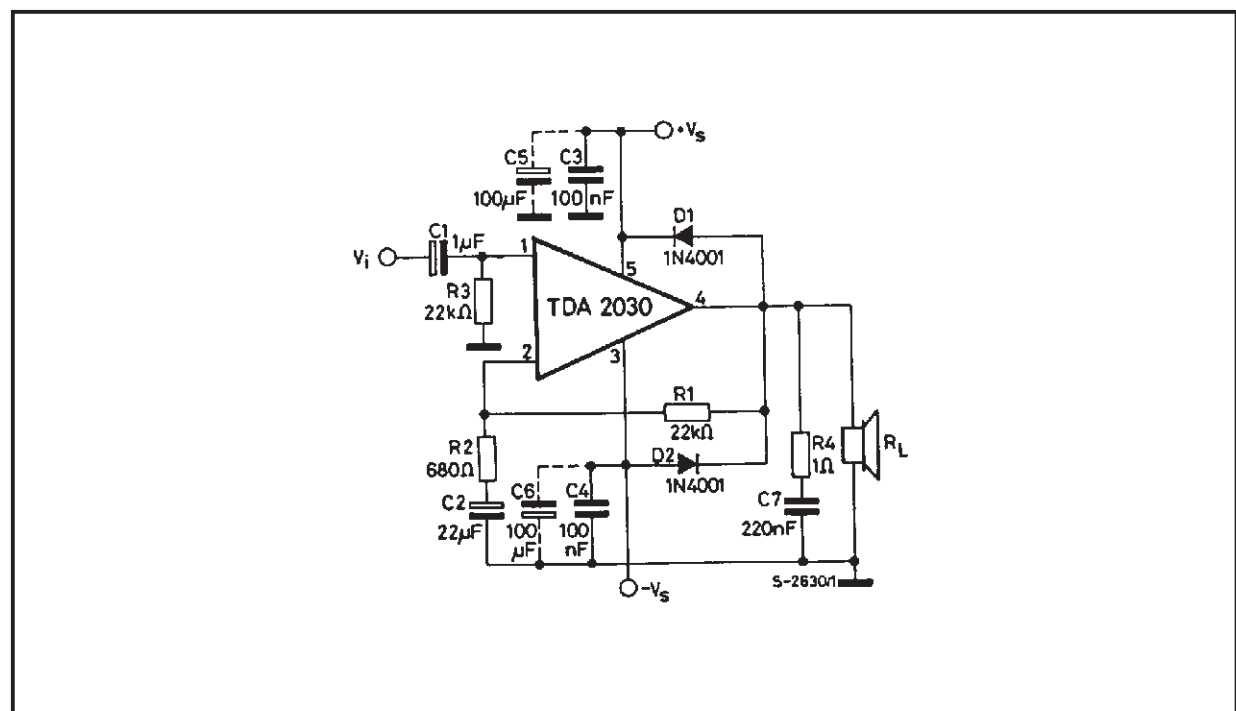 +Vs
C5
100µF
C3
100 nF
D1
1N4001
Vi
C1
1µF
1
5
R3
22kΩ
TDA 2030
4
2
3
R1
22kΩ
R2
680Ω
D2
1N4001
R4
1Ω
RL
C2
22µF
C6
100
µF
C4
100
nF
C7
220nF
-Vs
S-2630/1